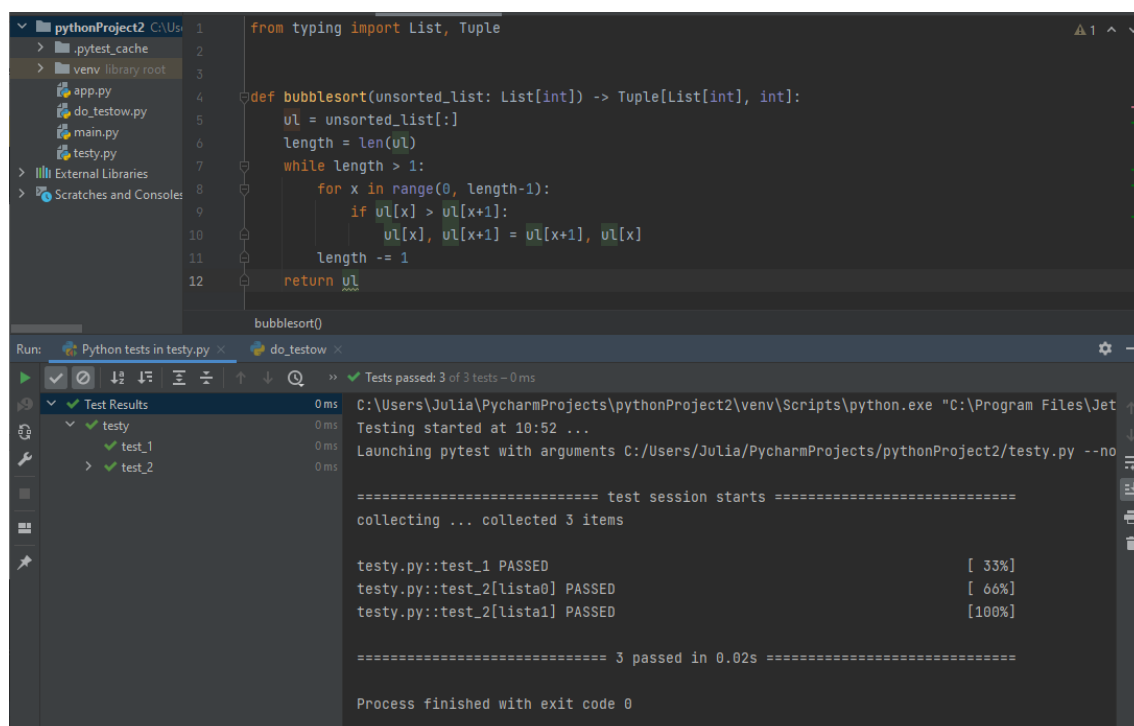 pythonProject2 C:\Us
.pytest_cache
venv library root
app.py
do_testow.py
main.py
testy.py
External Libraries
Scratches and Consoles
1 from typing import List, Tuple
2
3
4 def bubblesort(unsorted_list: List[int]) -> Tuple[List[int], int]:
5 ul = unsorted_list[:]
6 length = len(ul)
7 while length > 1:
8 for x in range(0, length-1):
9 if ul[x] > ul[x+1]:
10 ul[x], ul[x+1] = ul[x+1], ul[x]
11 length -= 1
12 return ul
1
bubblesort()
Run: Python tests in testy.py × do_testow ×
» Tests passed: 3 of 3 tests – 0 ms
Test Results 0 ms
testy 0 ms
test_1 0 ms
test_2 0 ms
C:\Users\Julia\PycharmProjects\pythonProject2\venv\Scripts\python.exe "C:\Program Files\Jet
Testing started at 10:52 ...
Launching pytest with arguments C:/Users/Julia/PycharmProjects/pythonProject2/testy.py --no
============================= test session starts =============================
collecting ... collected 3 items
testy.py::test_1 PASSED [ 33%]
testy.py::test_2[lista0] PASSED [ 66%]
testy.py::test_2[lista1] PASSED [100%]
============================== 3 passed in 0.02s ==============================
Process finished with exit code 0